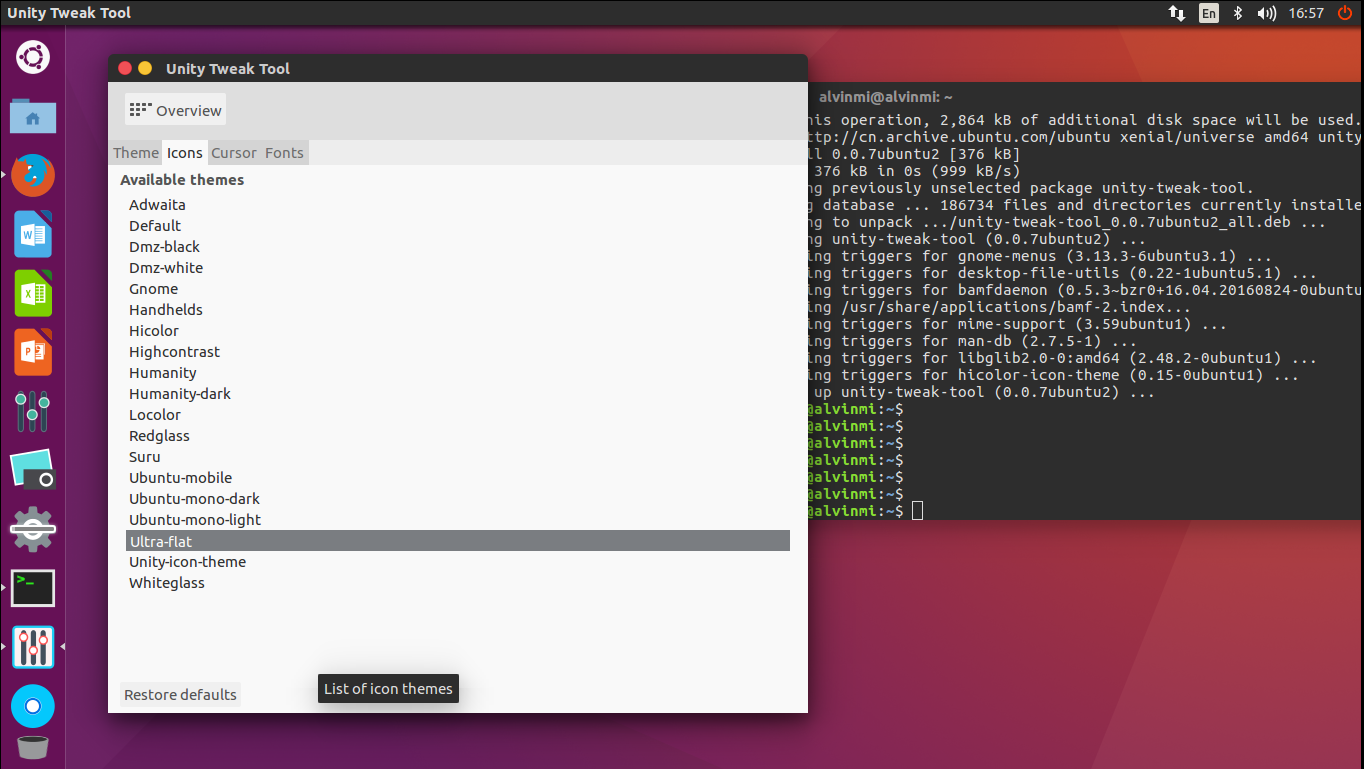 Unity Tweak Tool
En
16:57
Unity Tweak Tool
Overview
Theme Icons Cursor Fonts
Available themes
Adwaita
Default
Dmz-black
Dmz-white
Gnome
Handhelds
Hicolor
Highcontrast
Humanity
Humanity-dark
Locolor
Redglass
Suru
Ubuntu-mobile
Ubuntu-mono-dark
Ubuntu-mono-light
Ultra-flat
Unity-icon-theme
Whiteglass
Restore defaults
List of icon themes
alvinmi@alvinmi: ~
his operation, 2,864 kB of additional disk space will be used.
ttp://cn.archive.ubuntu.com/ubuntu xenial/universe amd64 unity
ll 0.0.7ubuntu2 [376 kB]
376 kB in 0s (999 kB/s)
ng previously unselected package unity-tweak-tool.
g database ... 186734 files and directories currently installe
ng to unpack .../unity-tweak-tool_0.0.7ubuntu2_all.deb ...
ng unity-tweak-tool (0.0.7ubuntu2) ...
ing triggers for gnome-menus (3.13.3-6ubuntu3.1) ...
ing triggers for desktop-file-utils (0.22-1ubuntu5.1) ...
ing triggers for bamfdaemon (0.5.3~bzr0+16.04.20160824-0ubuntu
ing /usr/share/applications/bamf-2.index...
ing triggers for mime-support (3.59ubuntu1) ...
ing triggers for man-db (2.7.5-1) ...
ing triggers for libglib2.0-0:amd64 (2.48.2-0ubuntu1) ...
ing triggers for hicolor-icon-theme (0.15-0ubuntu1) ...
up unity-tweak-tool (0.0.7ubuntu2) ...
@alvinmi:~$
@alvinmi:~$
@alvinmi:~$
@alvinmi:~$
@alvinmi:~$
@alvinmi:~$
@alvinmi:~$
W
X
P
>_